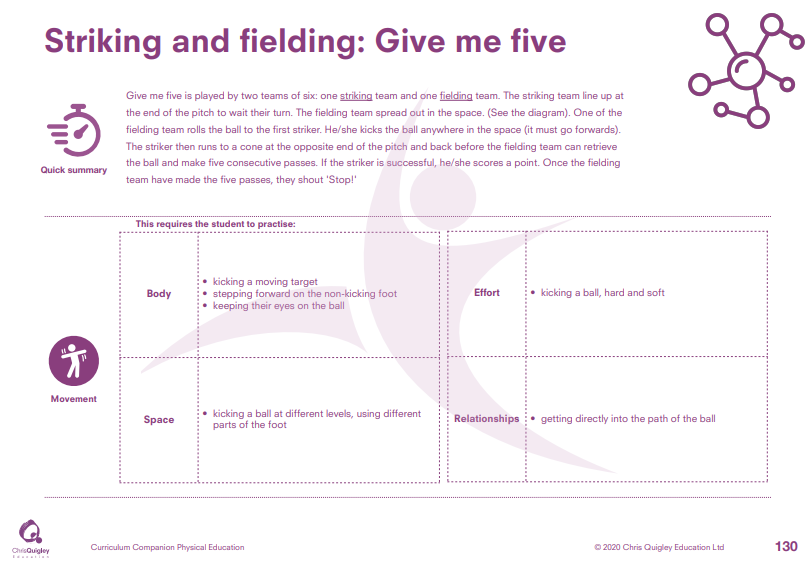 Striking and fielding: Give me five
Give me five is played by two teams of six: one striking team and one fielding team. The striking team line up at
the end of the pitch to wait their turn. The fielding team spread out in the space. (See the diagram). One of the
fielding team rolls the ball to the first striker. He/she kicks the ball anywhere in the space (it must go forwards).
The striker then runs to a cone at the opposite end of the pitch and back before the fielding team can retrieve
the ball and make five consecutive passes. If the striker is successful, he/she scores a point. Once the fielding
team have made the five passes, they shout 'Stop!'
Quick summary
This requires the student to practise:
Body
• kicking a moving target
• stepping forward on the non-kicking foot
• keeping their eyes on the ball
Effort
• kicking a ball, hard and soft
Movement
Space
• kicking a ball at different levels, using different
parts of the foot
Relationships
• getting directly into the path of the ball
ChrisQuigley
Education
Curriculum Companion Physical Education
© 2020 Chris Quigley Education Ltd
130